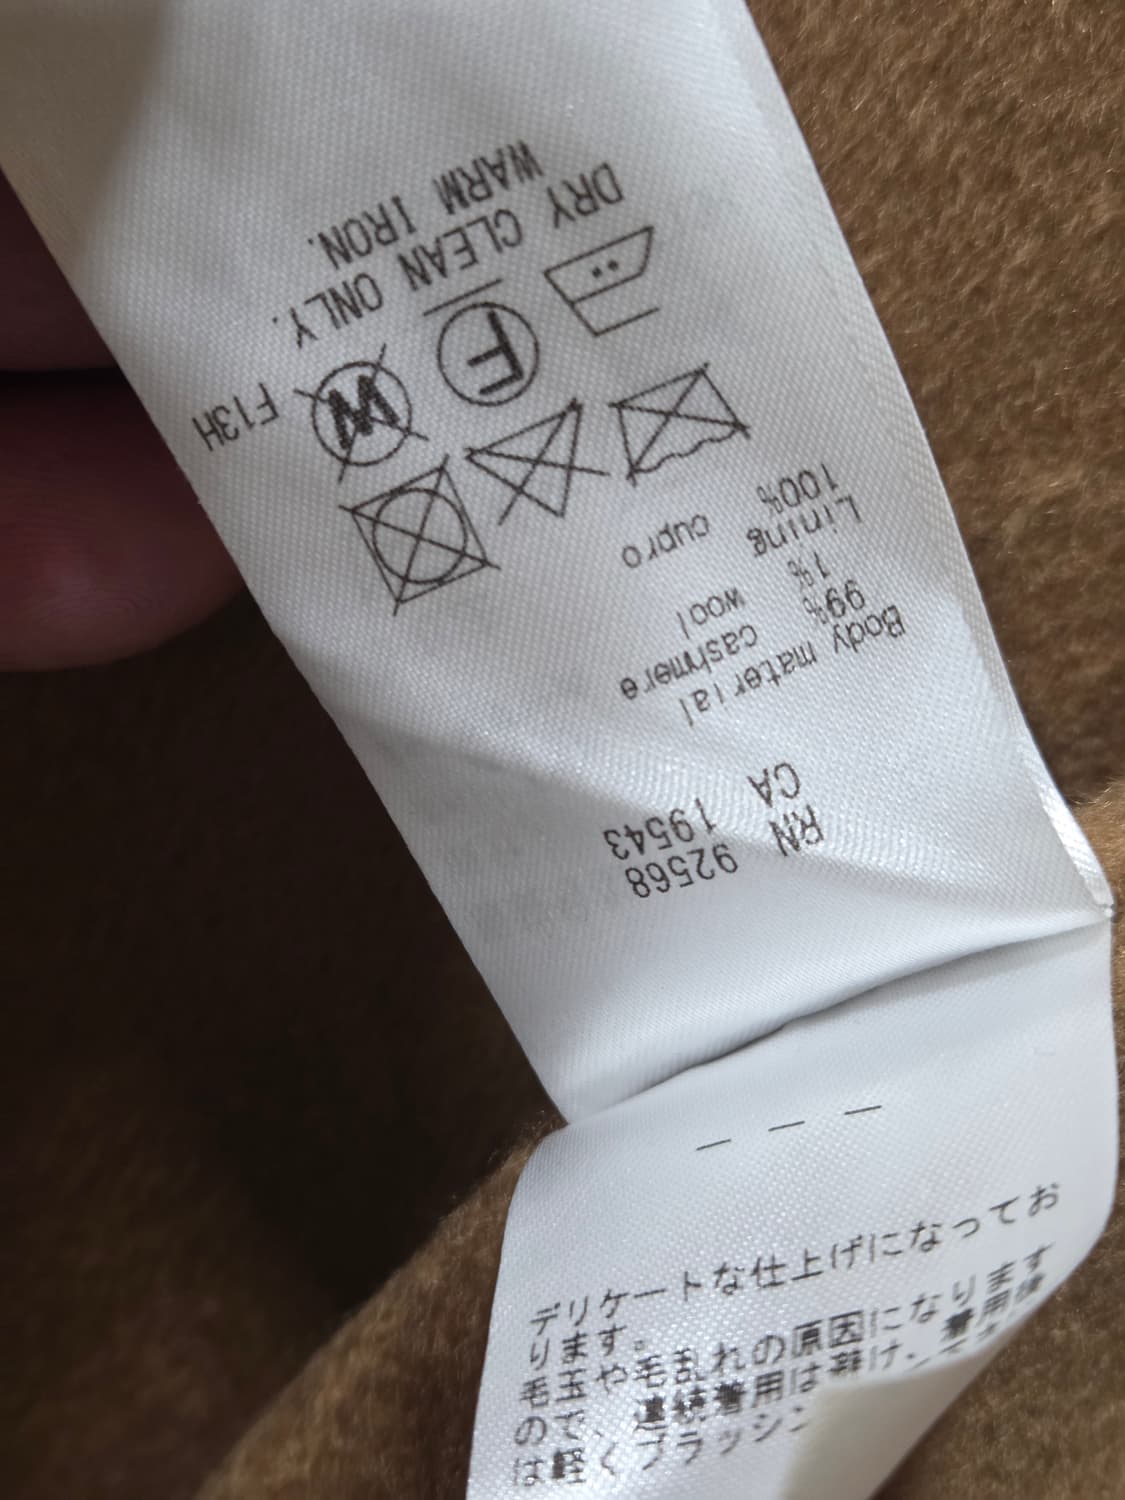 RN 92568
CA 19543
Body material
99% cashmere
1% wool
Lining
100% cupro
F W F13H
DRY CLEAN ONLY.
WARM IRON.
デリケートな仕上げになってお
ります。
毛玉や毛乱れの原因になります
ので、連続着用は避け、着用後
は軽くブラッシン